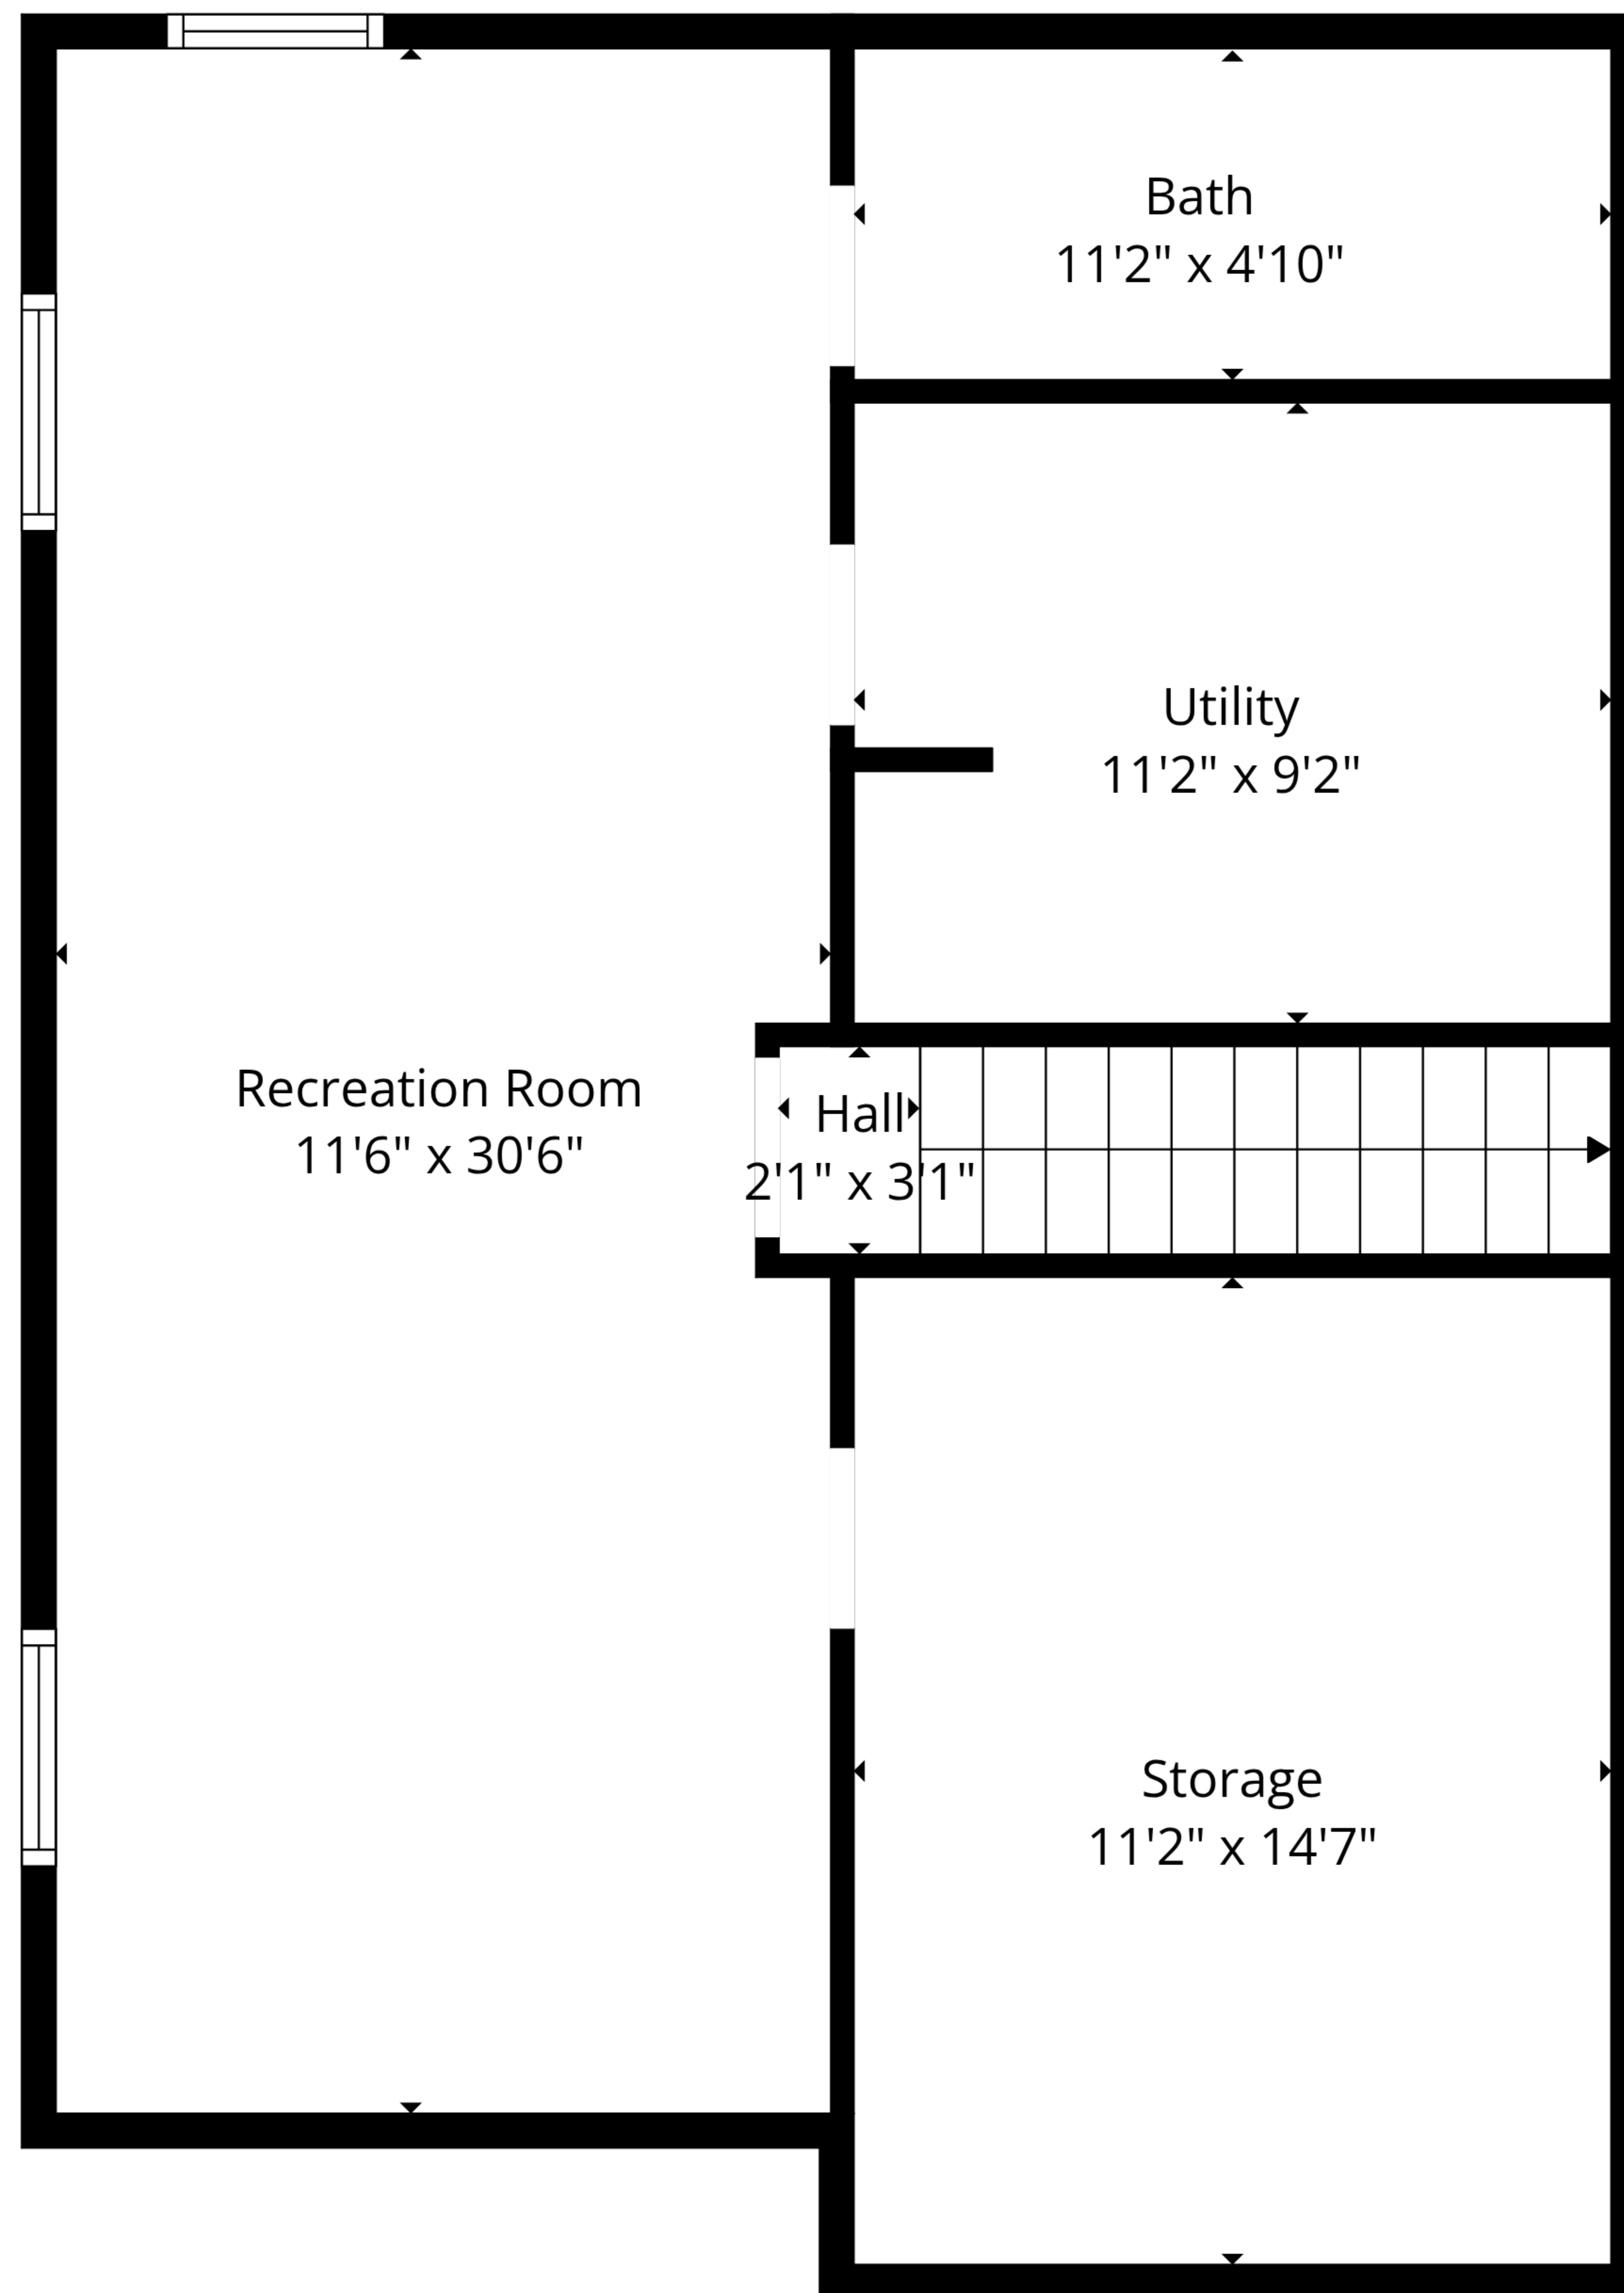 Bath
11'2" x 4'10"
Utility
11'2" x 9'2"
Recreation Room
11'6" x 30'6"
Hall
2'1" x 3'1"
Storage
11'2" x 14'7"